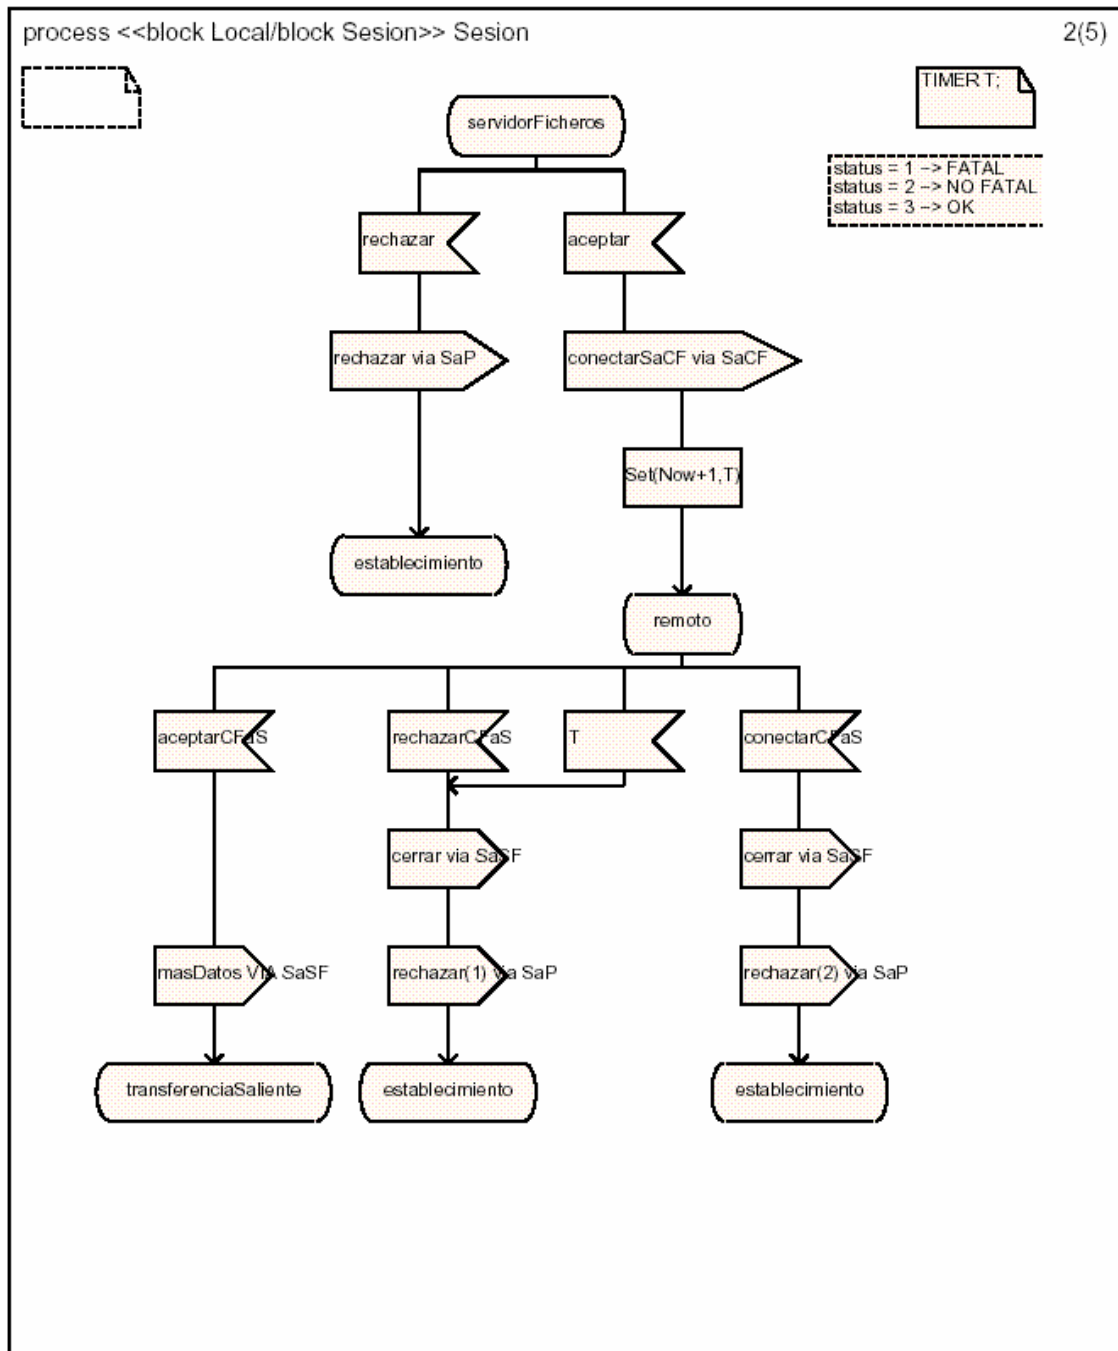 process <<block Local/block Sesion>> Sesion
2(5)
TIMER T;
servidorFicheros
status = 1 -> FATAL
status = 2 -> NO FATAL
status = 3 -> OK
rechazar
aceptar
rechazar via SaP
conectarSaCF via SaCF
Set(Now+1,T)
establecimiento
remoto
aceptarCFaS
rechazarCFaS
T
conectarCFaS
cerrar via SaSF
cerrar via SaSF
masDatos VIA SaSF
rechazar(1) via SaP
rechazar(2) via SaP
transferenciaSaliente
establecimiento
establecimiento